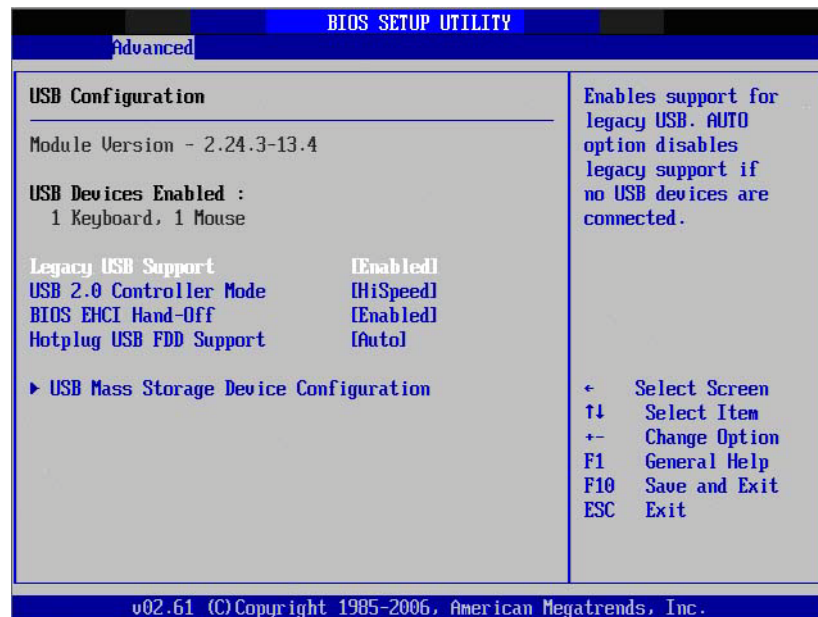 BIOS SETUP UTILITY
Advanced
USB Configuration
Module Version - 2.24.3-13.4
USB Devices Enabled :
1 Keyboard, 1 Mouse
Legacy USB Support [Enabled]
USB 2.0 Controller Mode [HiSpeed]
BIOS EHCI Hand-Off [Enabled]
Hotplug USB FDD Support [Auto]
► USB Mass Storage Device Configuration
Enables support for
legacy USB. AUTO
option disables
legacy support if
no USB devices are
connected.
← Select Screen
↑↓ Select Item
+- Change Option
F1 General Help
F10 Save and Exit
ESC Exit
v02.61 (C)Copyright 1985-2006, American Megatrends, Inc.